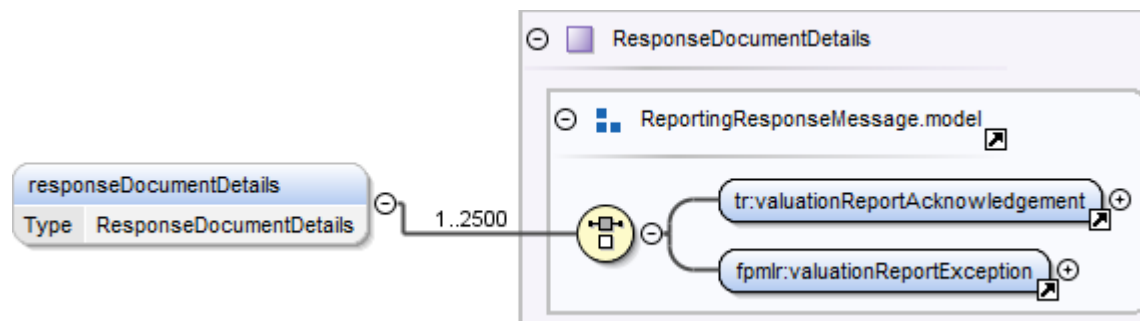 ResponseDocumentDetails
ReportingResponseMessage.model
responseDocumentDetails
Type ResponseDocumentDetails
1..2500
tr:valuationReportAcknowledgement
fpmlr:valuationReportException